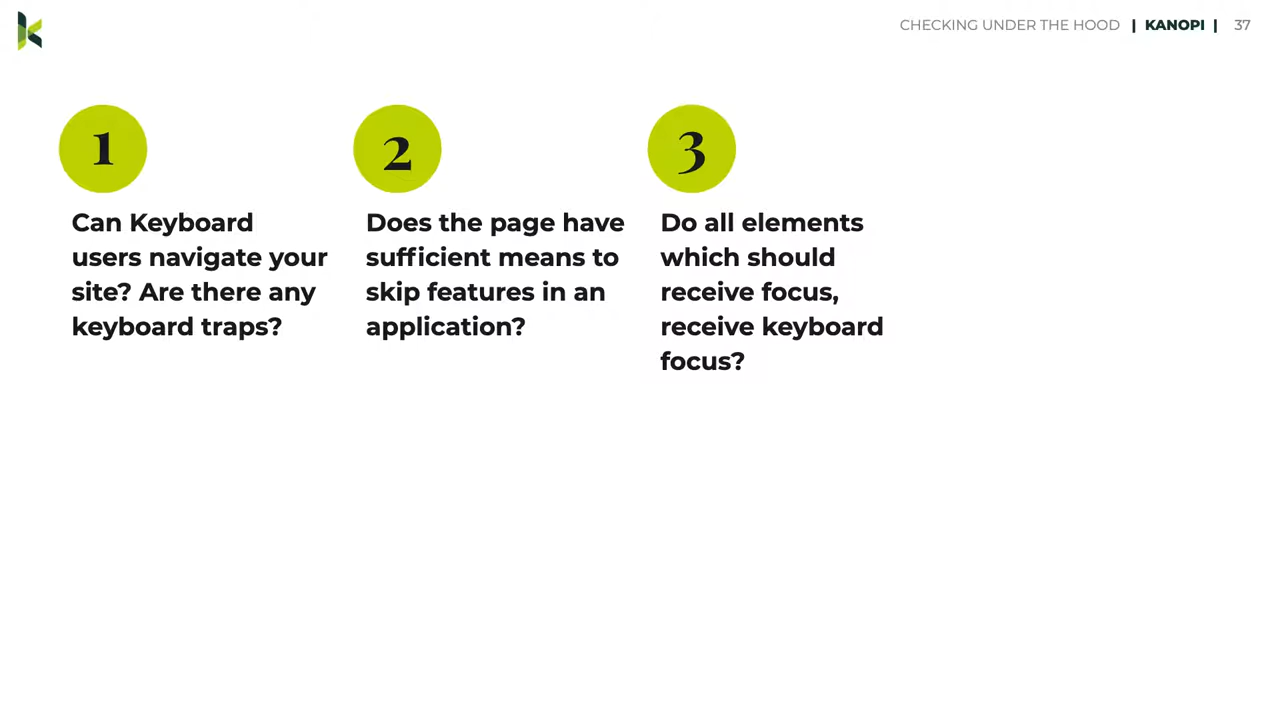 CHECKING UNDER THE HOOD | KANOPI | 37
1
Can Keyboard
users navigate your
site? Are there any
keyboard traps?
2
Does the page have
sufficient means to
skip features in an
application?
3
Do all elements
which should
receive focus,
receive keyboard
focus?